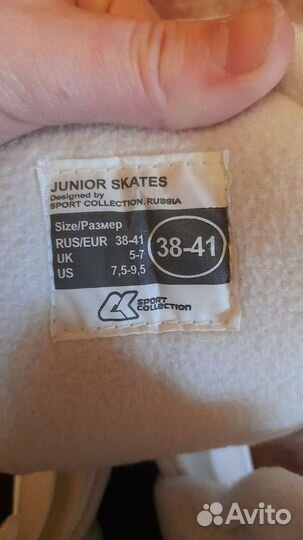 JUNIOR SKATES
Designed by
SPORT COLLECTION, RUSSIA
Size/Размер
RUS/EUR 38-41
UK 5-7
US 7,5-9,5
38-41
SPORT
COLLECTION
Avito